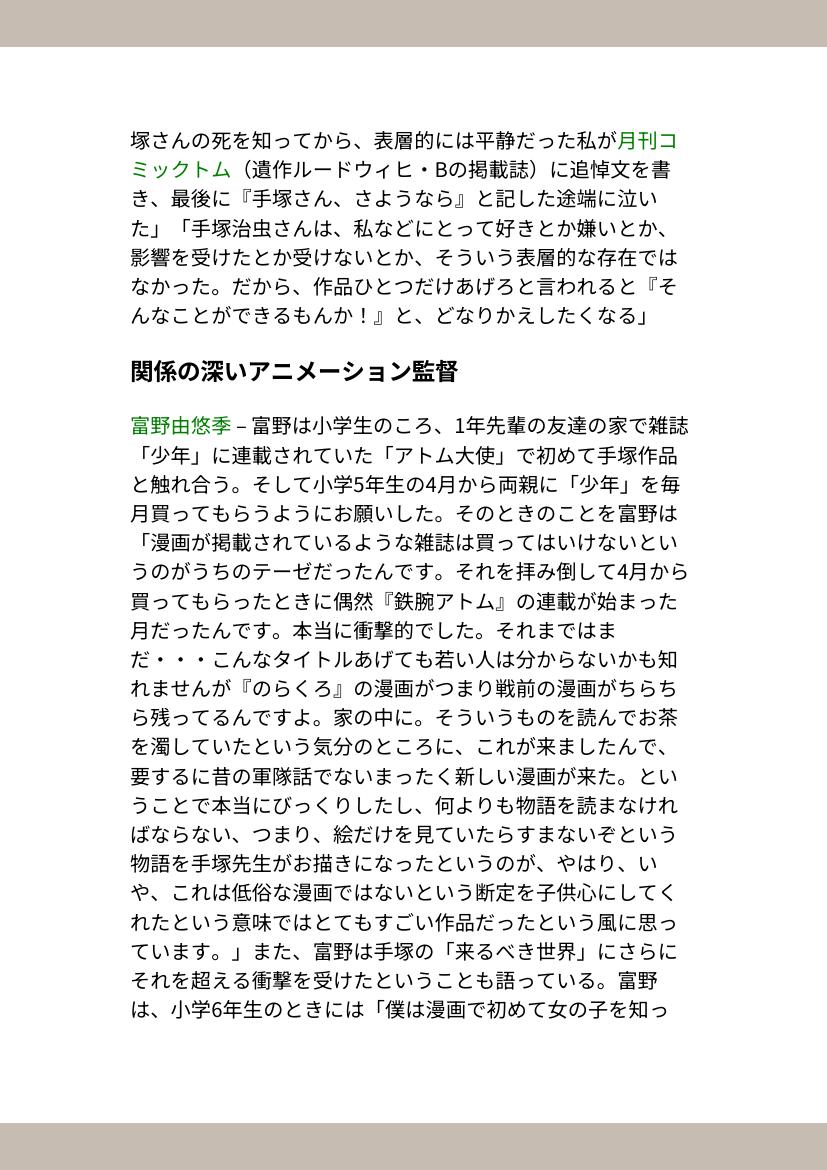 塚さんの死を知ってから、表層的には平静だった私が月刊コ
ミックトム（遺作ルードウィヒ・Bの掲載誌）に追悼文を書
き、最後に『手塚さん、さようなら』と記した途端に泣い
た」「手塚治虫さんは、私などにとって好きとか嫌いとか、
影響を受けたとか受けないとか、そういう表層的な存在では
なかった。だから、作品ひとつだけあげろと言われると『そ
んなことができるもんか！』と、どなりかえしたくなる」
関係の深いアニメーション監督
富野由悠季 – 富野は小学生のころ、1年先輩の友達の家で雑誌
「少年」に連載されていた「アトム大使」で初めて手塚作品
と触れ合う。そして小学5年生の4月から両親に「少年」を毎
月買ってもらうようにお願いした。そのときのことを富野は
「漫画が掲載されているような雑誌は買ってはいけないとい
うのがうちのテーゼだったんです。それを拝み倒して4月から
買ってもらったときに偶然『鉄腕アトム』の連載が始まった
月だったんです。本当に衝撃的でした。それまではま
だ・・・こんなタイトルあげても若い人は分からないかも知
れませんが『のらくろ』の漫画がつまり戦前の漫画がちらち
ら残ってるんですよ。家の中に。そういうものを読んでお茶
を濁していたという気分のところに、これが来ましたんで、
要するに昔の軍隊話でないまったく新しい漫画が来た。とい
うことで本当にびっくりしたし、何よりも物語を読まなけれ
ばならない、つまり、絵だけを見ていたらすまないぞという
物語を手塚先生がお描きになったというのが、やはり、い
や、これは低俗な漫画ではないという断定を子供心にしてく
れたという意味ではとてもすごい作品だったという風に思っ
ています。」また、富野は手塚の「来るべき世界」にさらに
それを超える衝撃を受けたということも語っている。富野
は、小学6年生のときには「僕は漫画で初めて女の子を知っ